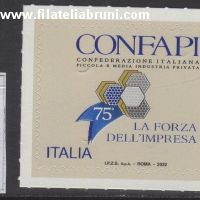 www.filateliabruni.com
CONFAPI
CONFEDERAZIONE ITALIANA
PICCOLA E MEDIA INDUSTRIA PRIVATA
75°
LA FORZA
DELL'IMPRESA
ITALIA
I.P.Z.S. S.p.A. - ROMA - 2022